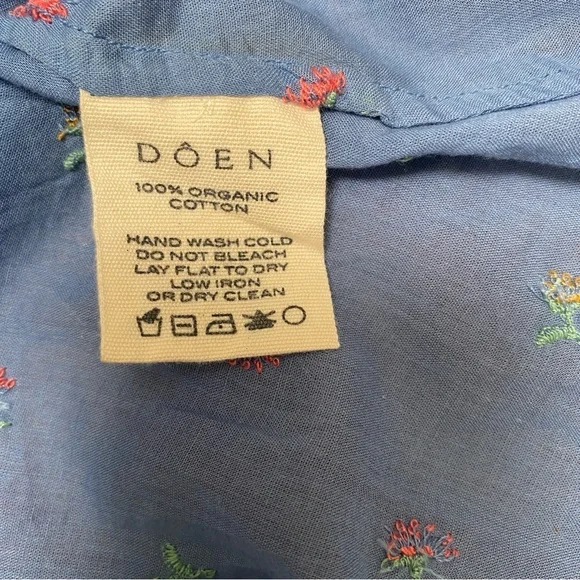 DÔEN
100% ORGANIC
COTTON
HAND WASH COLD
DO NOT BLEACH
LAY FLAT TO DRY
LOW IRON
OR DRY CLEAN